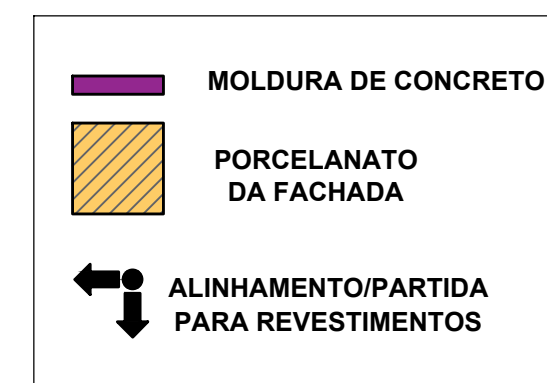 MOLDURA DE CONCRETO
PORCELANATO
DA FACHADA
ALINHAMENTO/PARTIDA
PARA REVESTIMENTOS